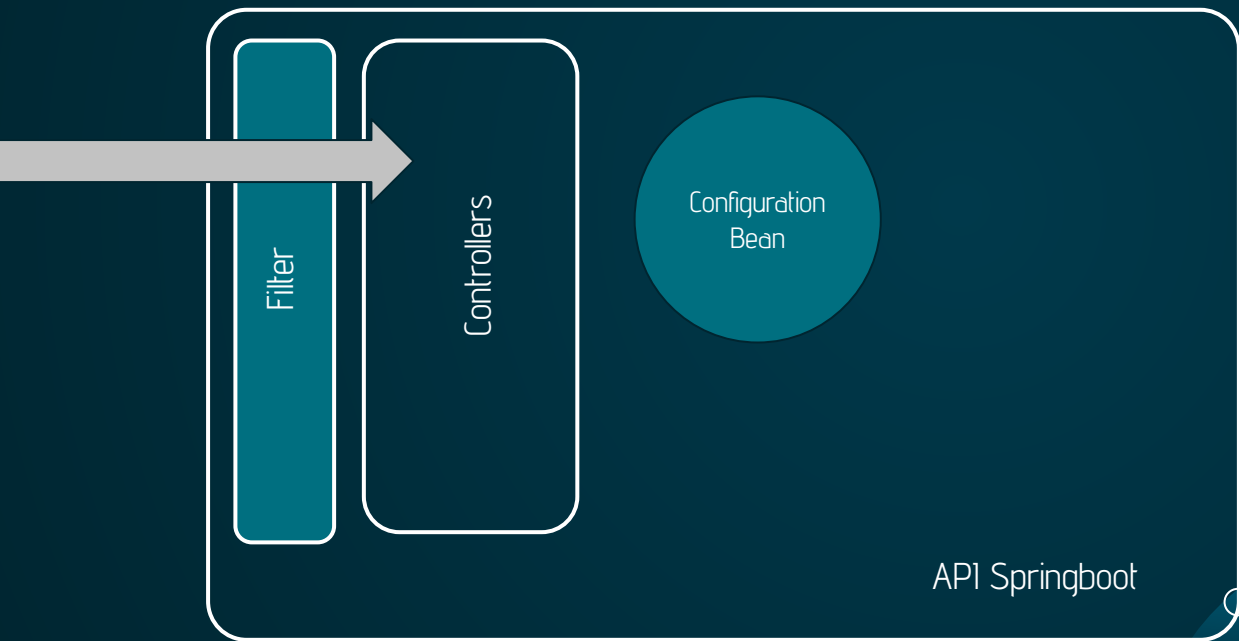 Filter
Controllers
Configuration
Bean
API Springboot